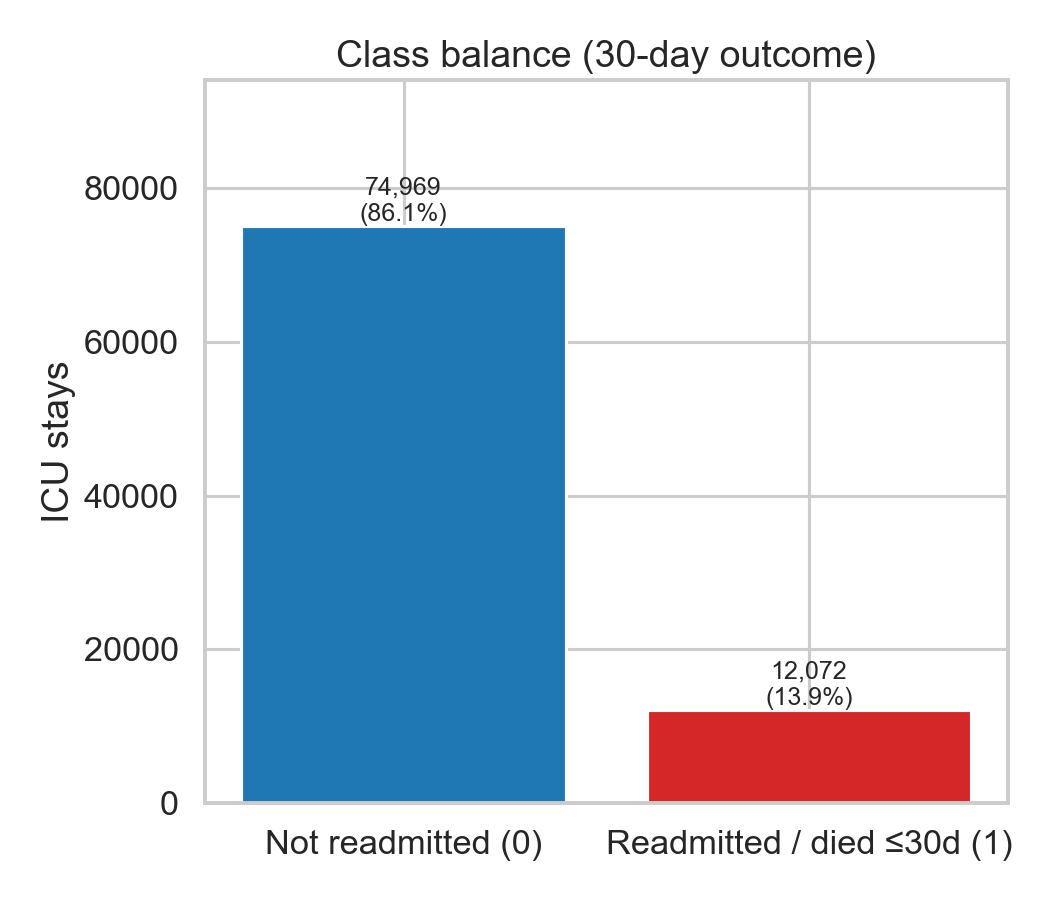 Class balance (30-day outcome)
80000
60000
40000
20000
0
ICU stays
74,969
(86.1%)
12,072
(13.9%)
Not readmitted (0)
Readmitted / died ≤30d (1)